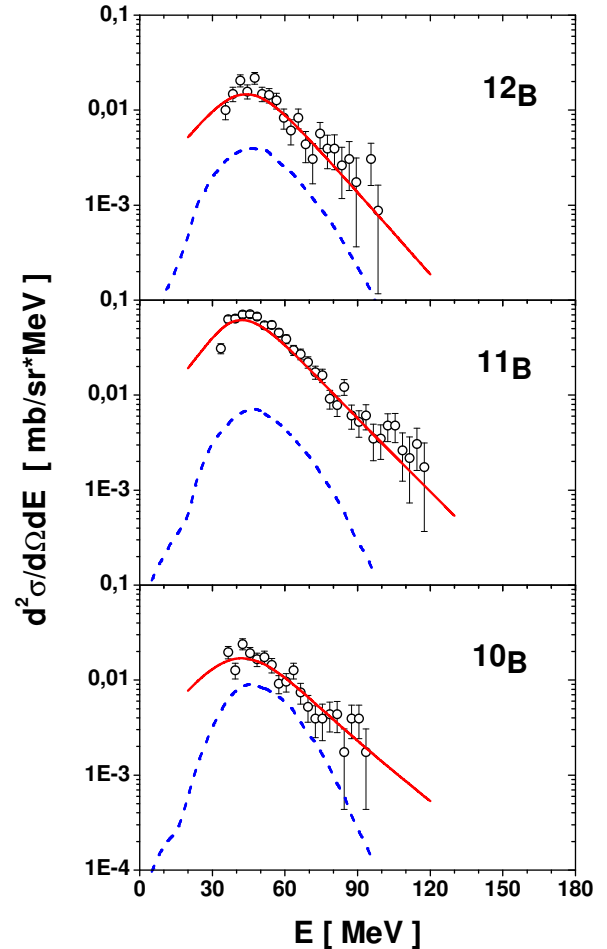 0,1
12B
0,01
1E-3
0,1
11B
0,01
1E-3
0,1
10B
0,01
1E-3
1E-4
0 30 60 90 120 150 180
E [ MeV ]
d²σ/dΩdE [ mb/sr*MeV ]